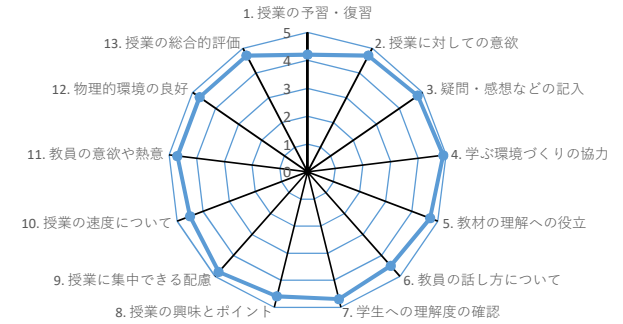 1. 授業の予習・復習
2. 授業に対しての意欲
3. 疑問・感想などの記入
4. 学ぶ環境づくりの協力
5. 教材の理解への役立
6. 教員の話し方について
7. 学生への理解度の確認
8. 授業の興味とポイント
9. 授業に集中できる配慮
10. 授業の速度について
11. 教員の意欲や熱意
12. 物理的環境の良好
13. 授業の総合的評価
5
4
3
2
1
0